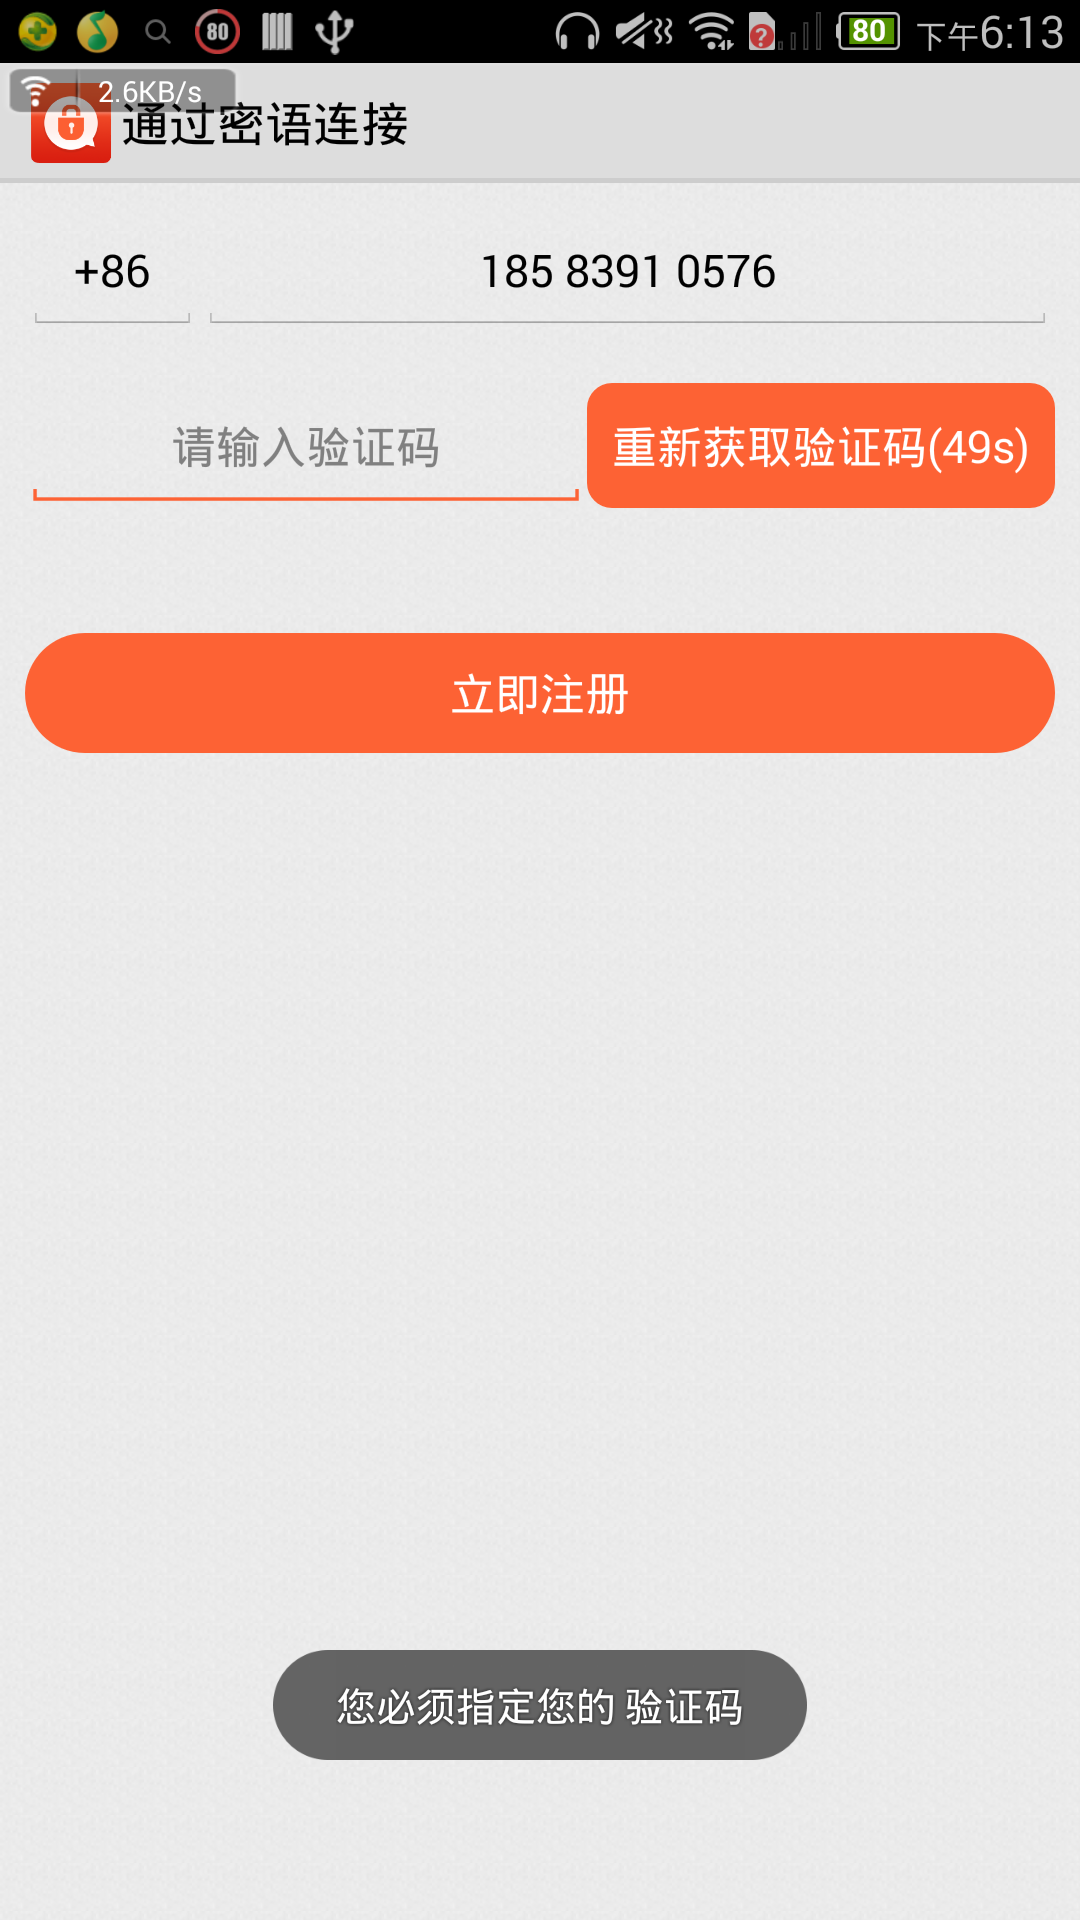 80 80 下午6:13
2.6KB/s
通过密语连接
+86 185 8391 0576
请输入验证码 重新获取验证码(49s)
立即注册
您必须指定您的 验证码